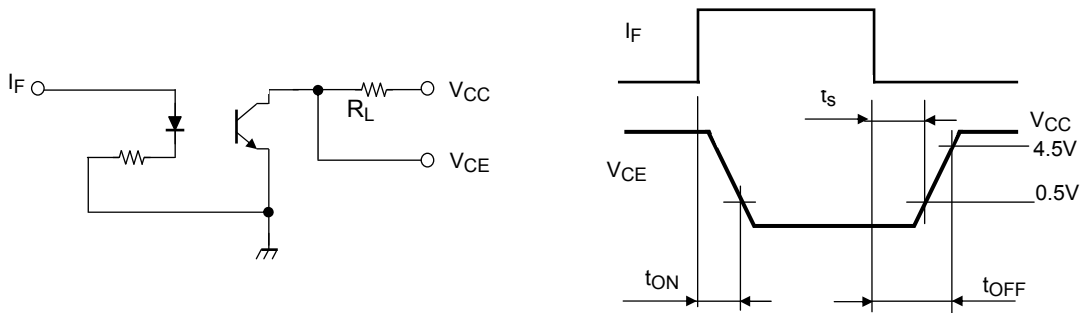 IF
RL
VCC
VCE
IF
ts
VCC
4.5V
VCE
0.5V
tON
tOFF